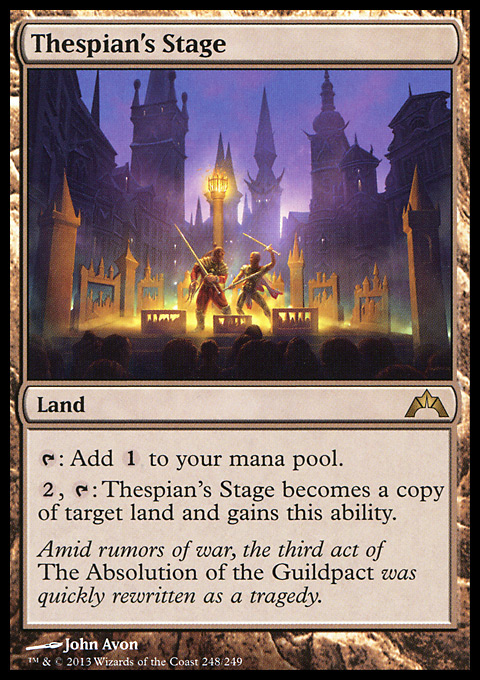 Thespian's Stage
Land
: Add 1 to your mana pool.
2, : Thespian's Stage becomes a copy
of target land and gains this ability.
Amid rumors of war, the third act of
The Absolution of the Guildpact was
quickly rewritten as a tragedy.
John Avon
™ & © 2013 Wizards of the Coast 248/249